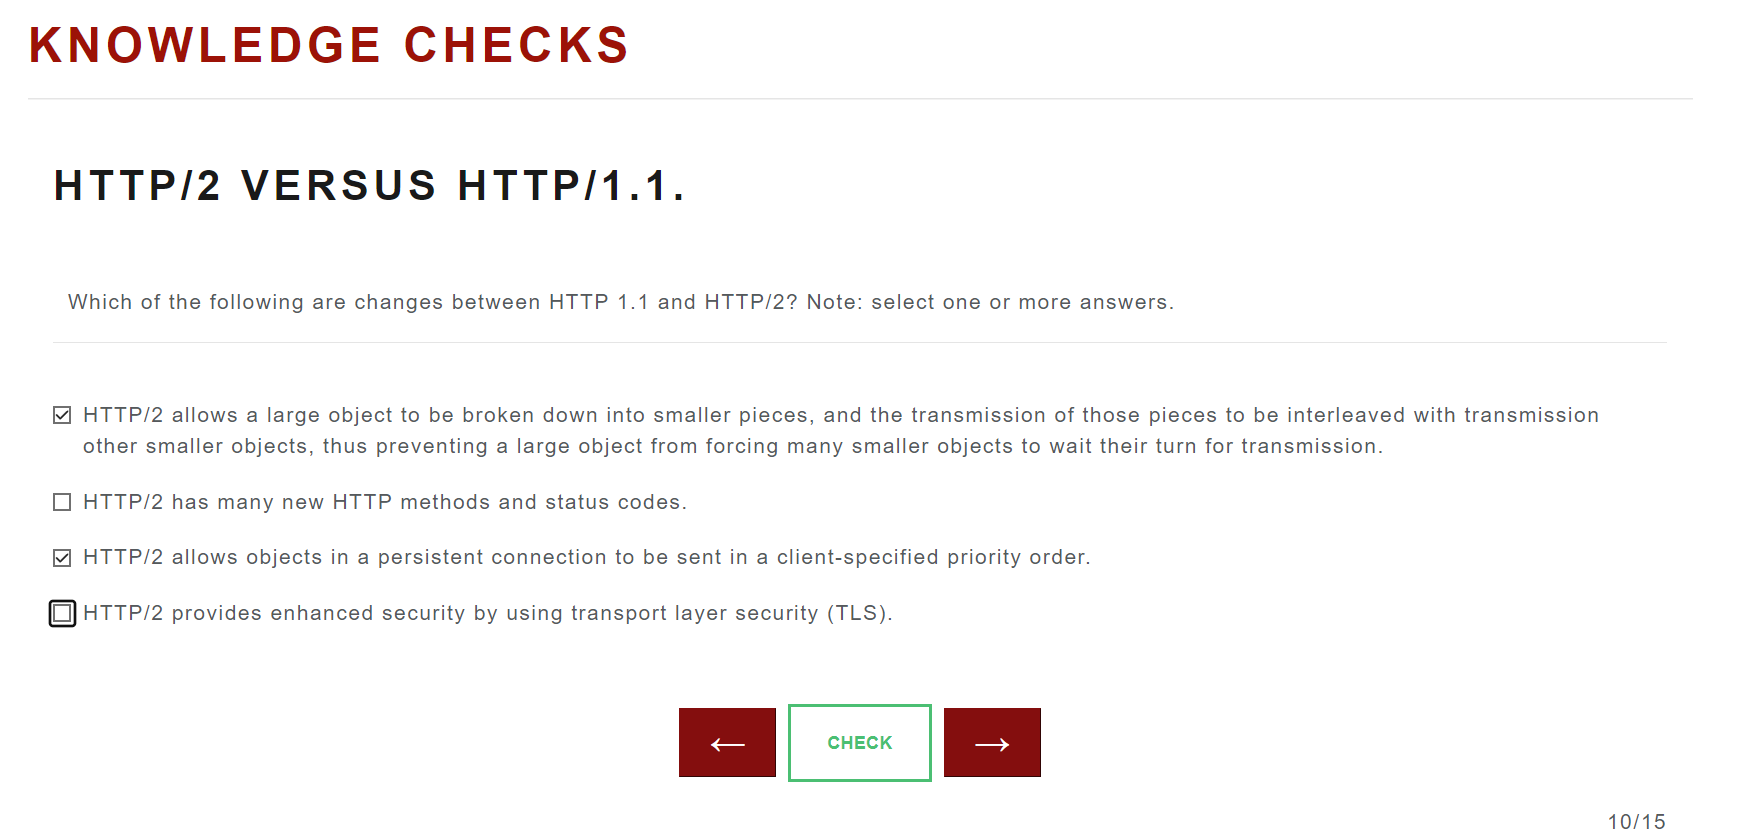 KNOWLEDGE CHECKS
HTTP/2 VERSUS HTTP/1.1.
Which of the following are changes between HTTP 1.1 and HTTP/2? Note: select one or more answers.
HTTP/2 allows a large object to be broken down into smaller pieces, and the transmission of those pieces to be interleaved with transmission
other smaller objects, thus preventing a large object from forcing many smaller objects to wait their turn for transmission.
HTTP/2 has many new HTTP methods and status codes.
HTTP/2 allows objects in a persistent connection to be sent in a client-specified priority order.
HTTP/2 provides enhanced security by using transport layer security (TLS).
CHECK
10/15